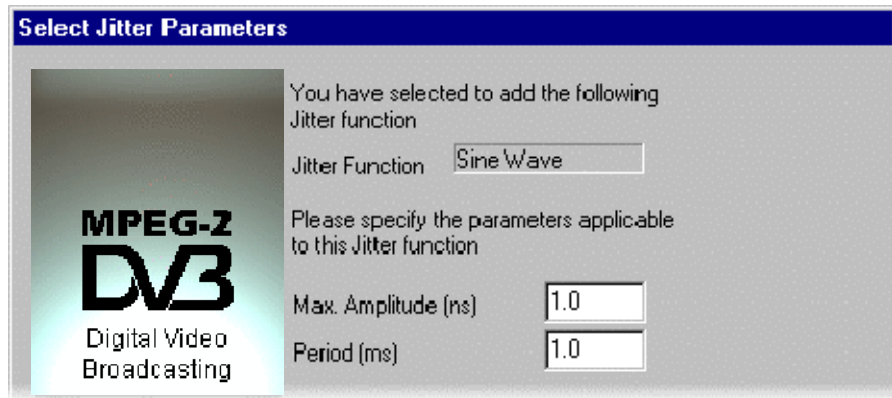 Select Jitter Parameters
You have selected to add the following
Jitter function
Jitter Function Sine Wave
MPEG-2
DVB
Digital Video
Broadcasting
Please specify the parameters applicable
to this Jitter function
Max. Amplitude (ns) 1.0
Period (ms) 1.0